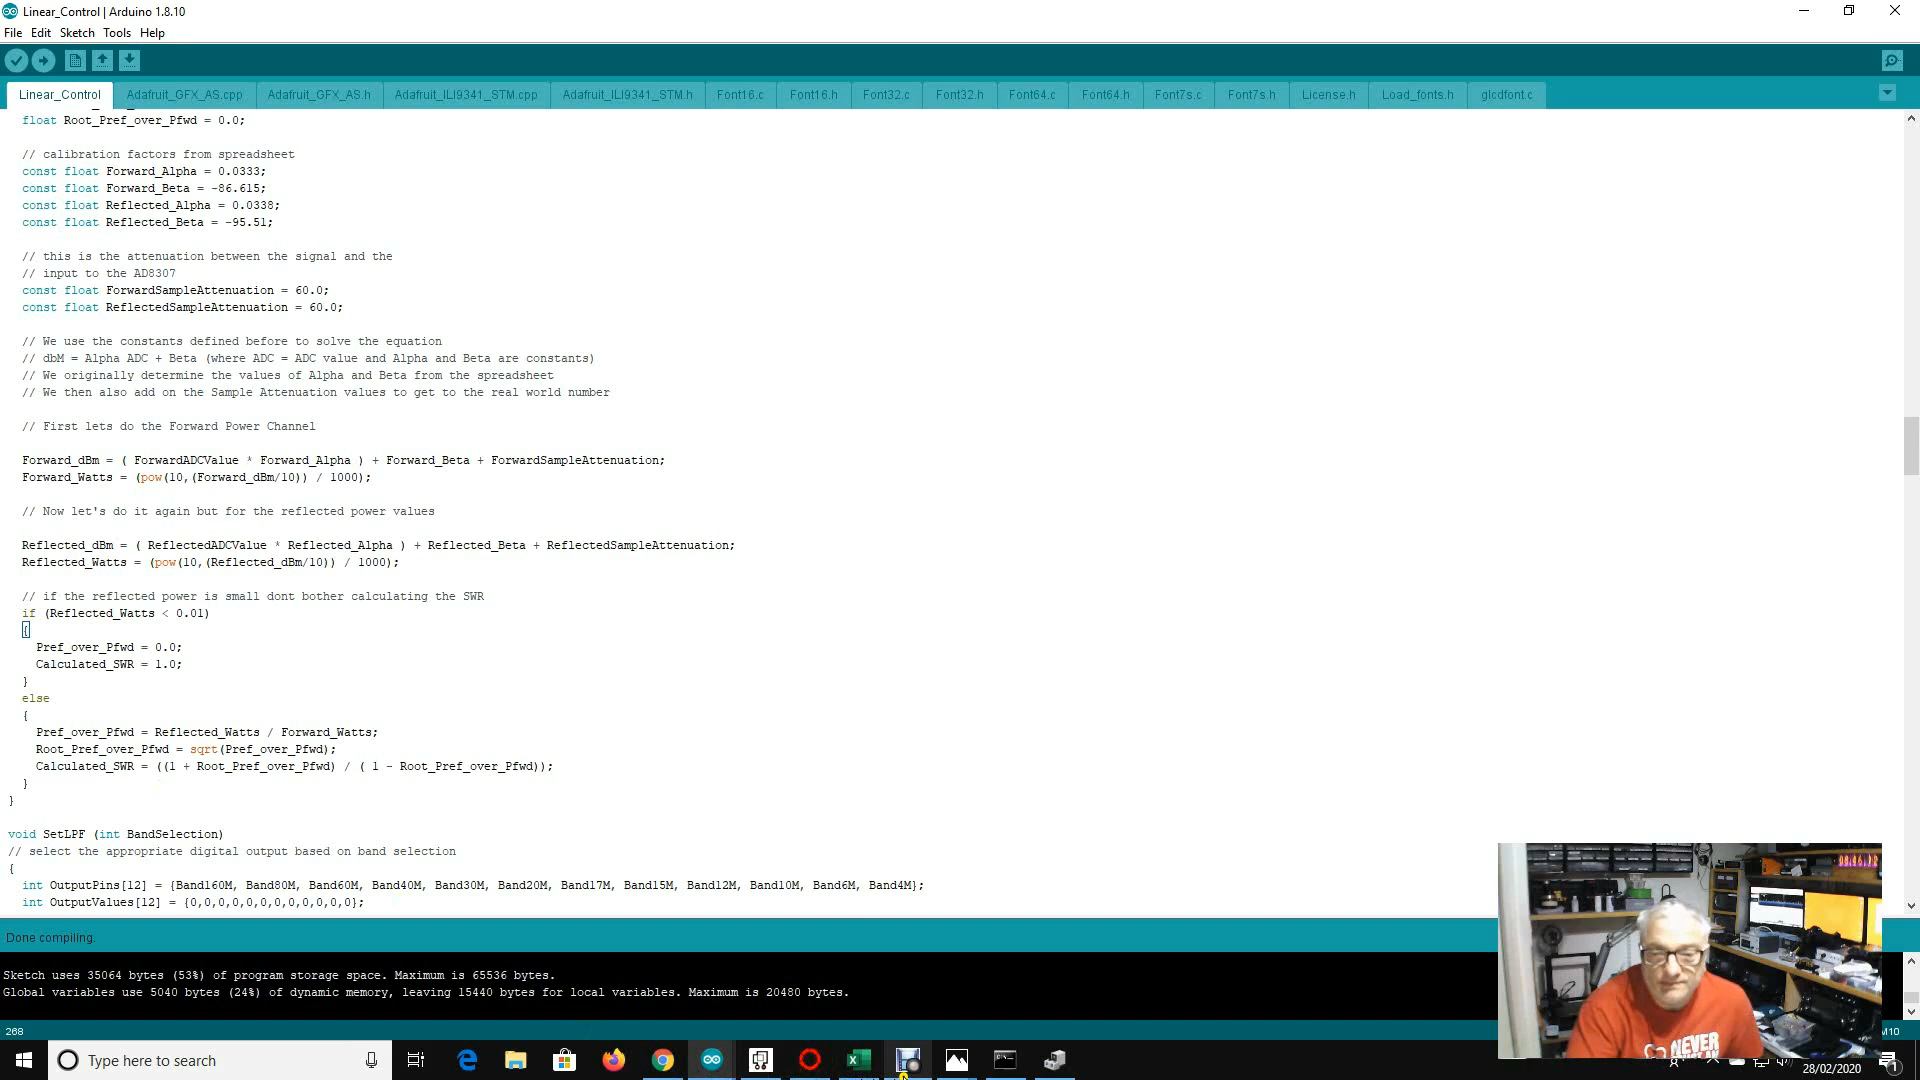 Linear_Control | Arduino 1.8.10
File Edit Sketch Tools Help
Linear_Control Adafruit_GFX_AS.cpp Adafruit_GFX_AS.h Adafruit_ILI9341_STM.cpp Adafruit_ILI9341_STM.h Font16.c Font16.h Font32.c Font32.h Font64.c Font64.h Font7s.c Font7s.h License.h Load_fonts.h glcdfont.c
float Root_Pref_over_Pfwd = 0.0;
// calibration factors from spreadsheet
const float Forward_Alpha = 0.0333;
const float Forward_Beta = -86.615;
const float Reflected_Alpha = 0.0338;
const float Reflected_Beta = -95.51;
// this is the attenuation between the signal and the
// input to the AD8307
const float ForwardSampleAttenuation = 60.0;
const float ReflectedSampleAttenuation = 60.0;
// We use the constants defined before to solve the equation
// dbM = Alpha ADC + Beta (where ADC = ADC value and Alpha and Beta are constants)
// We originally determine the values of Alpha and Beta from the spreadsheet
// We then also add on the Sample Attenuation values to get to the real world number
// First lets do the Forward Power Channel
Forward_dBm = ( ForwardADCValue * Forward_Alpha ) + Forward_Beta + ForwardSampleAttenuation;
Forward_Watts = (pow(10,(Forward_dBm/10)) / 1000);
// Now let's do it again but for the reflected power values
Reflected_dBm = ( ReflectedADCValue * Reflected_Alpha ) + Reflected_Beta + ReflectedSampleAttenuation;
Reflected_Watts = (pow(10,(Reflected_dBm/10)) / 1000);
// if the reflected power is small dont bother calculating the SWR
if (Reflected_Watts < 0.01)
{
Pref_over_Pfwd = 0.0;
Calculated_SWR = 1.0;
}
else
{
Pref_over_Pfwd = Reflected_Watts / Forward_Watts;
Root_Pref_over_Pfwd = sqrt(Pref_over_Pfwd);
Calculated_SWR = ((1 + Root_Pref_over_Pfwd) / ( 1 - Root_Pref_over_Pfwd));
}
}
void SetLPF (int BandSelection)
// select the appropriate digital output based on band selection
{
int OutputPins[12] = {Band160M, Band80M, Band60M, Band40M, Band30M, Band20M, Band17M, Band15M, Band12M, Band10M, Band6M, Band4M};
int OutputValues[12] = {0,0,0,0,0,0,0,0,0,0,0,0};
Done compiling.
Sketch uses 35064 bytes (53%) of program storage space. Maximum is 65536 bytes.
Global variables use 5040 bytes (24%) of dynamic memory, leaving 15440 bytes for local variables. Maximum is 20480 bytes.
268
Type here to search
28/02/2020
1
NEVER